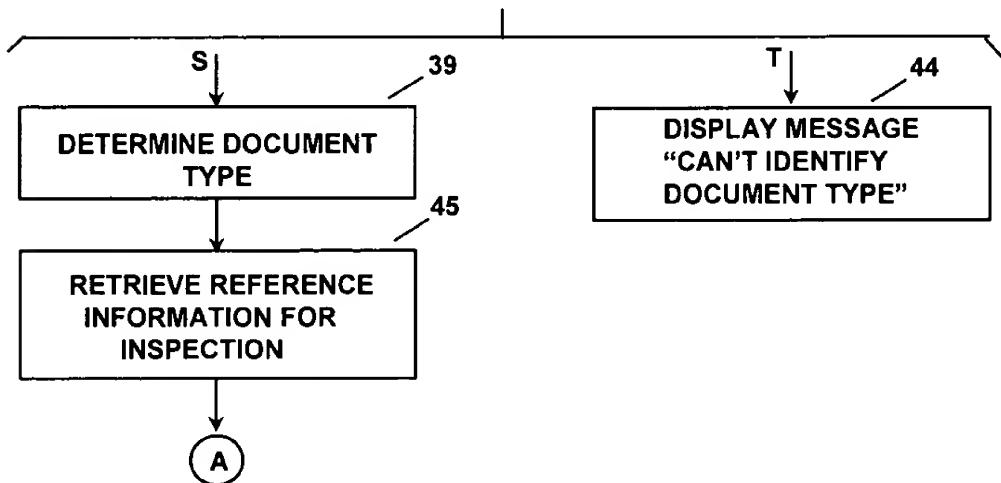 S
39
DETERMINE DOCUMENT
TYPE
45
RETRIEVE REFERENCE
INFORMATION FOR
INSPECTION
A
T
44
DISPLAY MESSAGE
“CAN'T IDENTIFY
DOCUMENT TYPE”